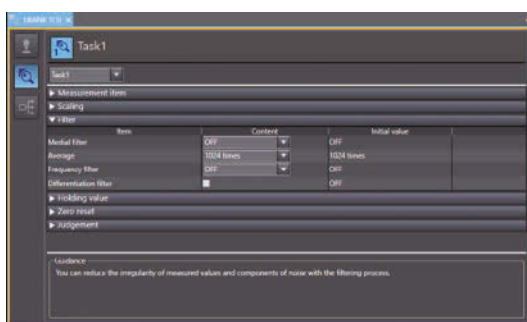 Task1
Task1
Measurement item
Scaling
Filter
Item Content Initial value
Medial filter OFF OFF
Average 1024 times 1024 times
Frequency filter OFF OFF
Differentiation filter OFF
Holding value
Zero reset
Judgement
Guidance
You can reduce the irregularity of measured values and components of noise with the filtering process.